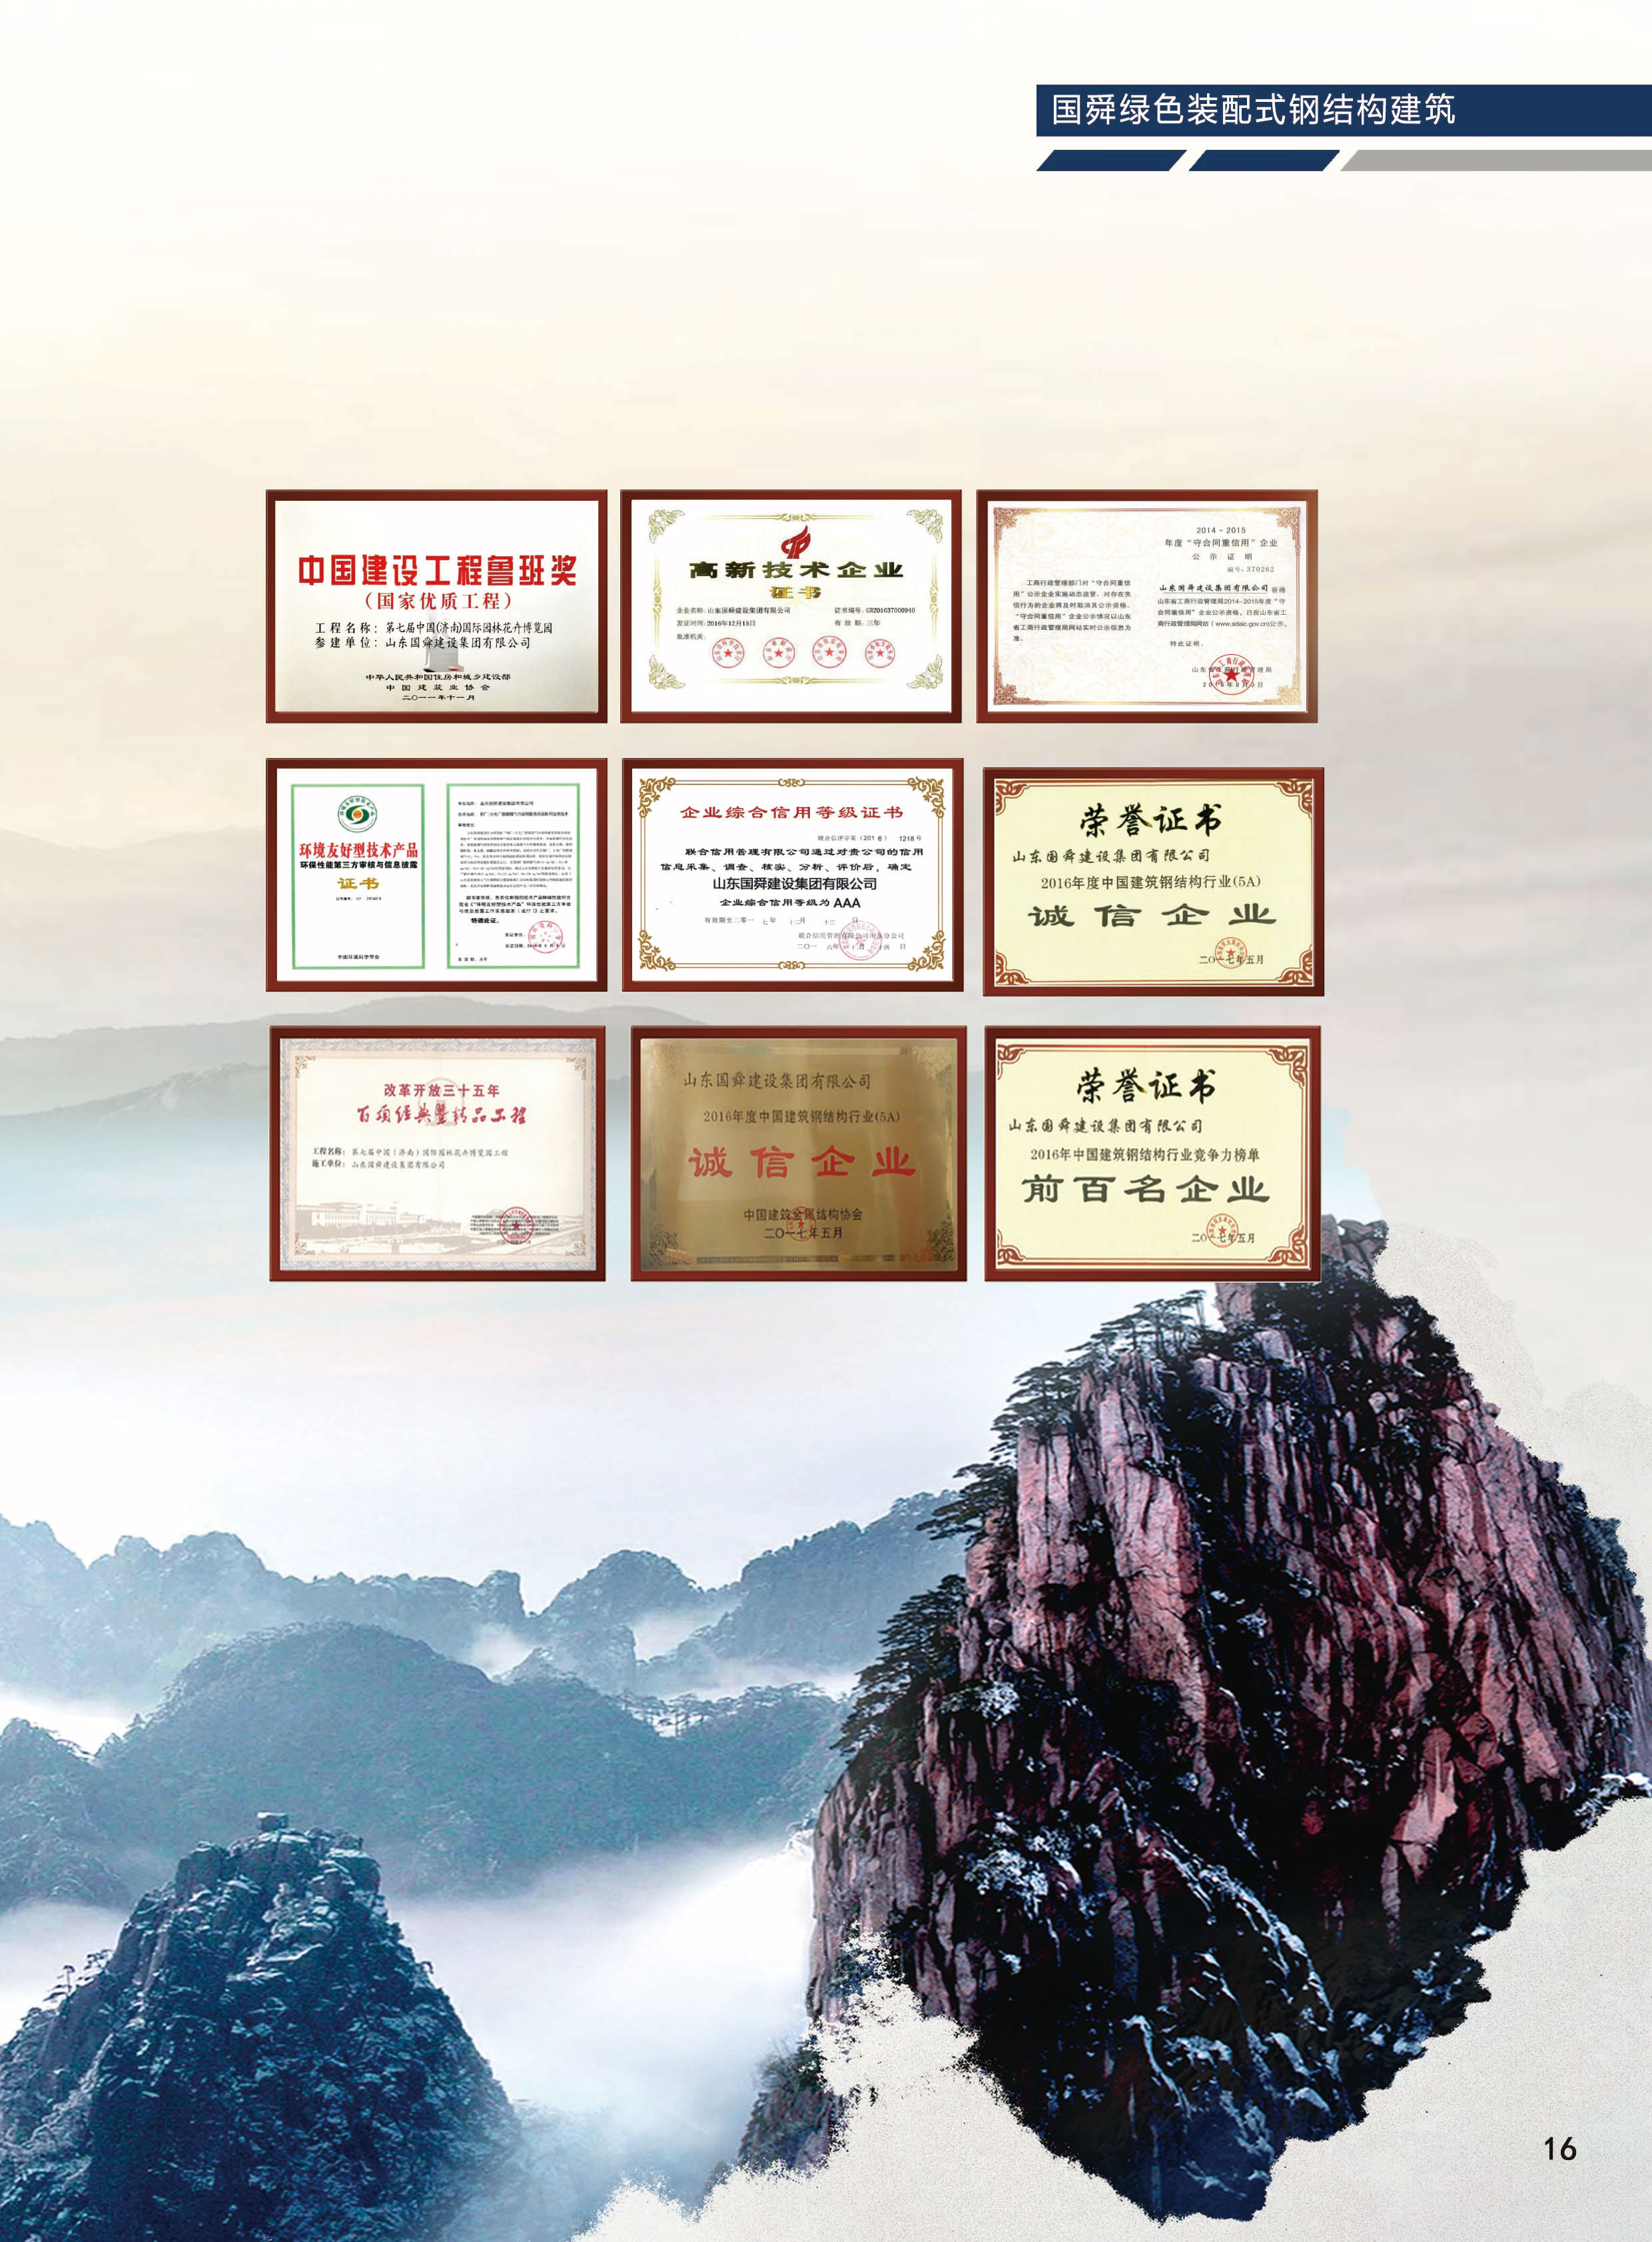 国舜绿色装配式钢结构建筑
中国建设工程鲁班奖
（国家优质工程）
工程名称：第七届中国(济南)国际园林花卉博览园
参建单位：山东国舜建设集团有限公司
中华人民共和国住房和城乡建设部
中国建筑业协会
二〇一一年十一月
高新技术企业
证书
企业名称：山东国舜建设集团有限公司
证书编号：GR201637000940
发证时间：2016年12月15日
有效期：三年
批准机关：
工商行政管理部门对“守合同重信
用”公示企业实施动态监管，对存在失
信行为的企业将及时取消其公示资格。
“守合同重信用”企业公示情况以山东
省工商行政管理局网站实时公示信息为
准。
2014－2015
年度“守合同重信用”企业
公示证明
编号：370262
山东国舜建设集团有限公司 获得
山东省工商行政管理局2014-2015年度“守
合同重信用”企业公示资格，已在山东省工
商行政管理局网站（www.sdaic.gov.cn)公示。
特此证明。
环境友好型技术产品
环保性能第三方审核与信息披露
证书
中国环境科学学会
单位名称：山东国舜建设集团有限公司
特颁此证。
企业综合信用等级证书
联合信评字第（2016）1218号
联合信用管理有限公司通过对贵公司的信用
信息采集、调查、核实、分析、评价后，确定
山东国舜建设集团有限公司
企业综合信用等级为 AAA
有效期至二零一七年十二月十三日
联合信用管理有限公司山东分公司
二〇一六年十二月十四日
荣誉证书
山东国舜建设集团有限公司
2016年度中国建筑钢结构行业(5A)
诚信企业
二〇一七年五月
改革开放三十五年
百项经典暨精品工程
工程名称：第七届中国（济南）国际园林花卉博览园工程
施工单位：山东国舜建设集团有限公司
山东国舜建设集团有限公司
2016年度中国建筑钢结构行业(5A)
诚信企业
中国建筑金属结构协会
二〇一七年五月
荣誉证书
山东国舜建设集团有限公司
2016年中国建筑钢结构行业竞争力榜单
前百名企业
二〇一七年五月
16